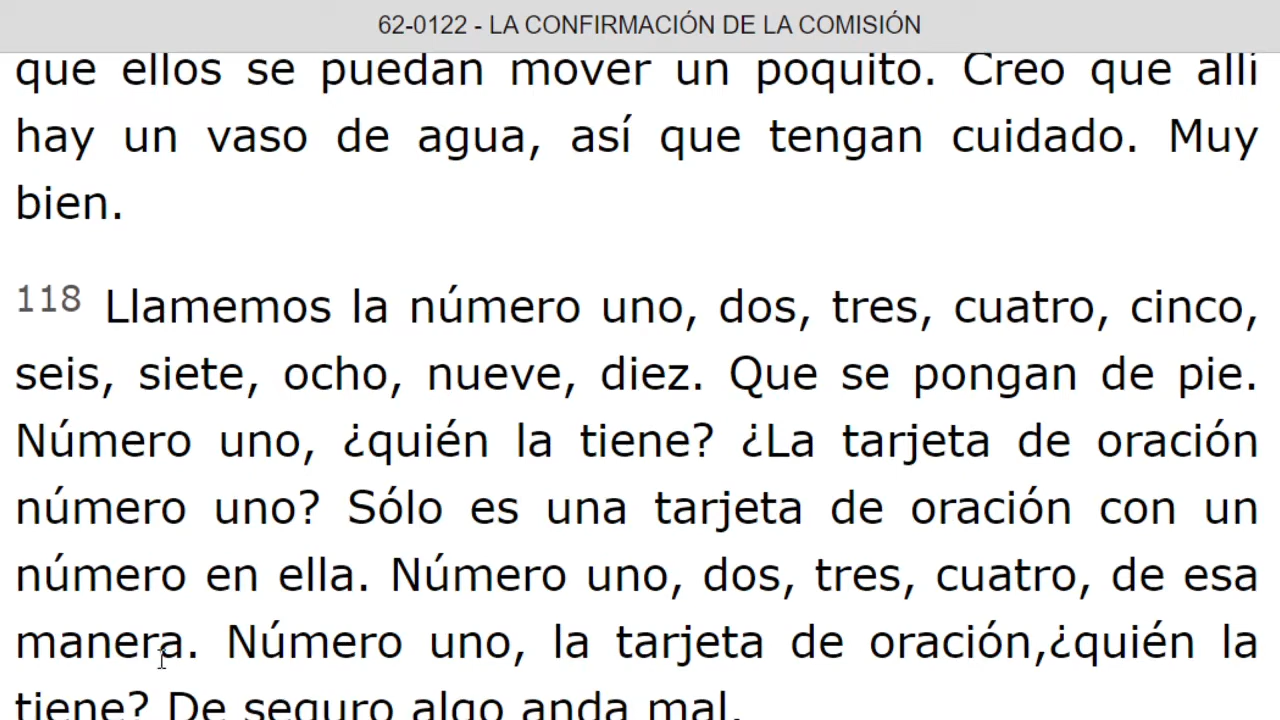 62-0122 - LA CONFIRMACIÓN DE LA COMISIÓN
que ellos se puedan mover un poquito. Creo que allí
hay un vaso de agua, así que tengan cuidado. Muy
bien.
118 Llamemos la número uno, dos, tres, cuatro, cinco,
seis, siete, ocho, nueve, diez. Que se pongan de pie.
Número uno, ¿quién la tiene? ¿La tarjeta de oración
número uno? Sólo es una tarjeta de oración con un
número en ella. Número uno, dos, tres, cuatro, de esa
manera. Número uno, la tarjeta de oración,¿quién la
tiene? De seguro algo anda mal.